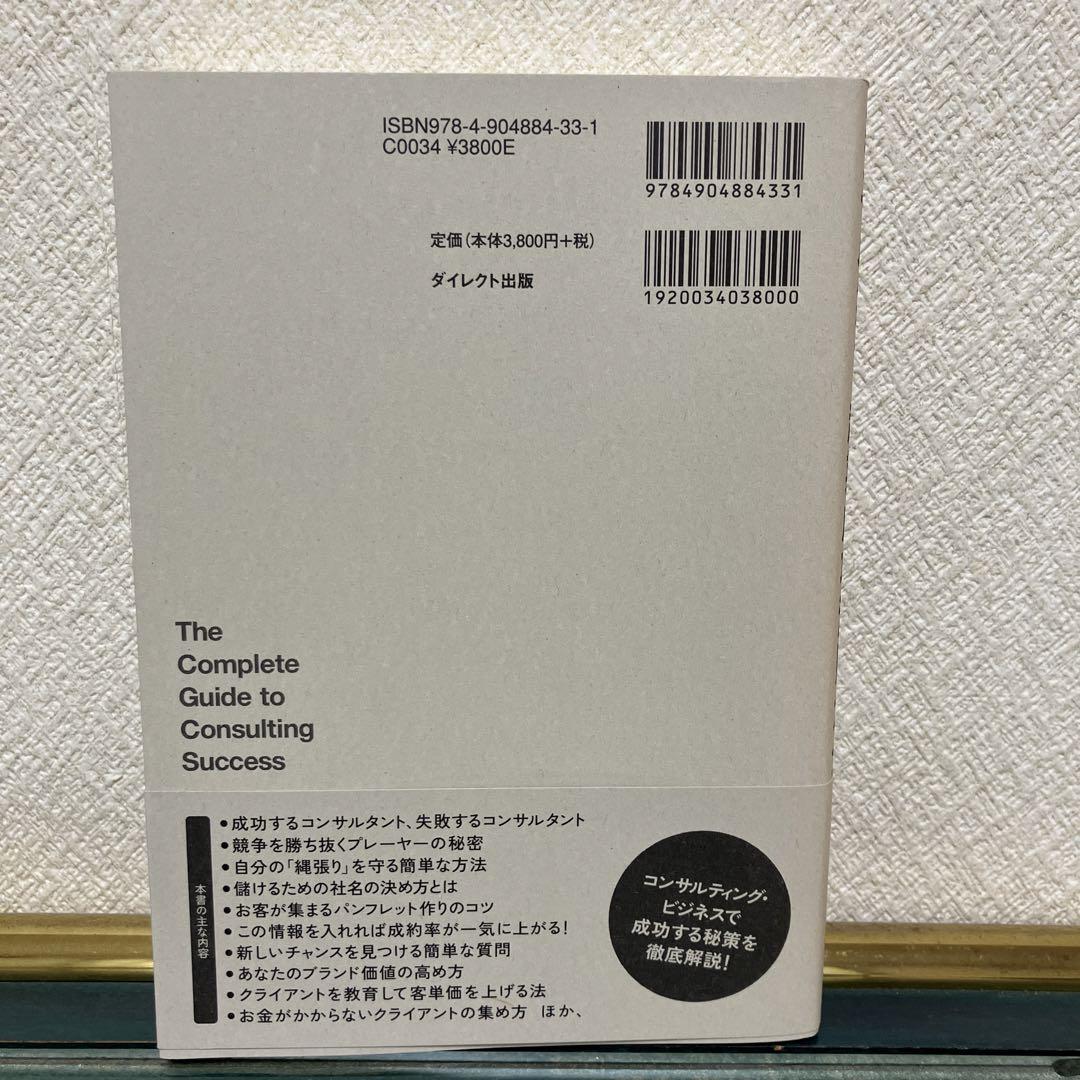 ISBN978-4-904884-33-1
C0034 ¥3800E
9784904884331
定価(本体3,800円+税)
ダイレクト出版
1920034038000
The
Complete
Guide to
Consulting
Success
本書の主な内容
●成功するコンサルタント、失敗するコンサルタント
●競争を勝ち抜くプレーヤーの秘密
●自分の「縄張り」を守る簡単な方法
●儲けるための社名の決め方とは
●お客が集まるパンフレット作りのコツ
●この情報を入れれば成約率が一気に上がる!
●新しいチャンスを見つける簡単な質問
●あなたのブランド価値の高め方
●クライアントを教育して客単価を上げる法
●お金がかからないクライアントの集め方 ほか、
コンサルティング・
ビジネスで
成功する秘策を
徹底解説!